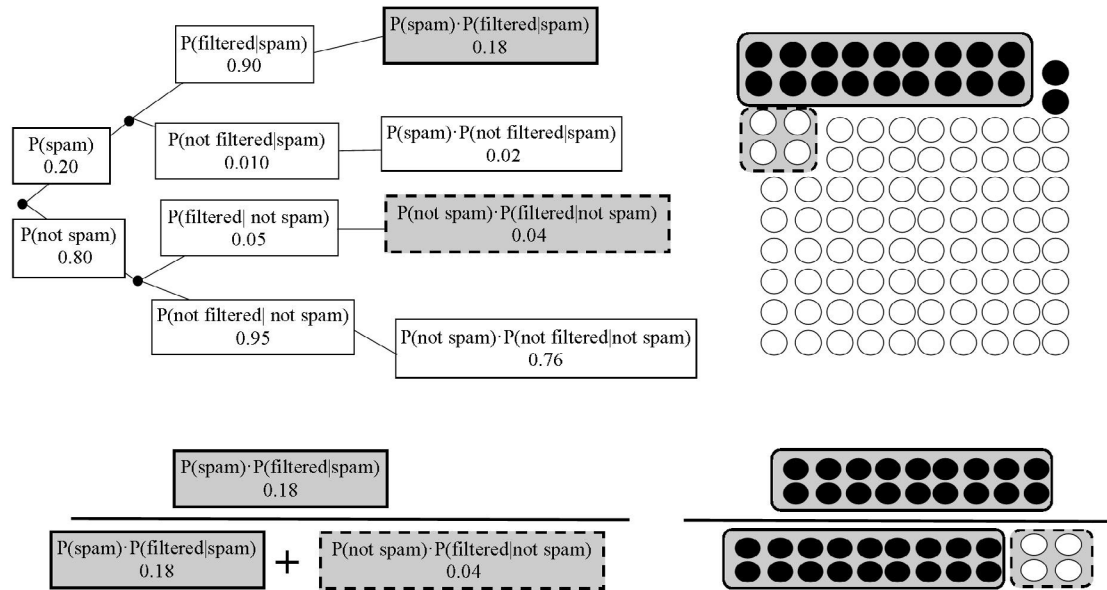 P(filtered|spam)
0.90
P(spam)·P(filtered|spam)
0.18
P(spam)
0.20
P(not filtered|spam)
0.010
P(spam)·P(not filtered|spam)
0.02
P(not spam)
0.80
P(filtered| not spam)
0.05
P(not spam)·P(filtered|not spam)
0.04
P(not filtered| not spam)
0.95
P(not spam)·P(not filtered|not spam)
0.76
P(spam)·P(filtered|spam)
0.18
P(spam)·P(filtered|spam)
0.18
+
P(not spam)·P(filtered|not spam)
0.04